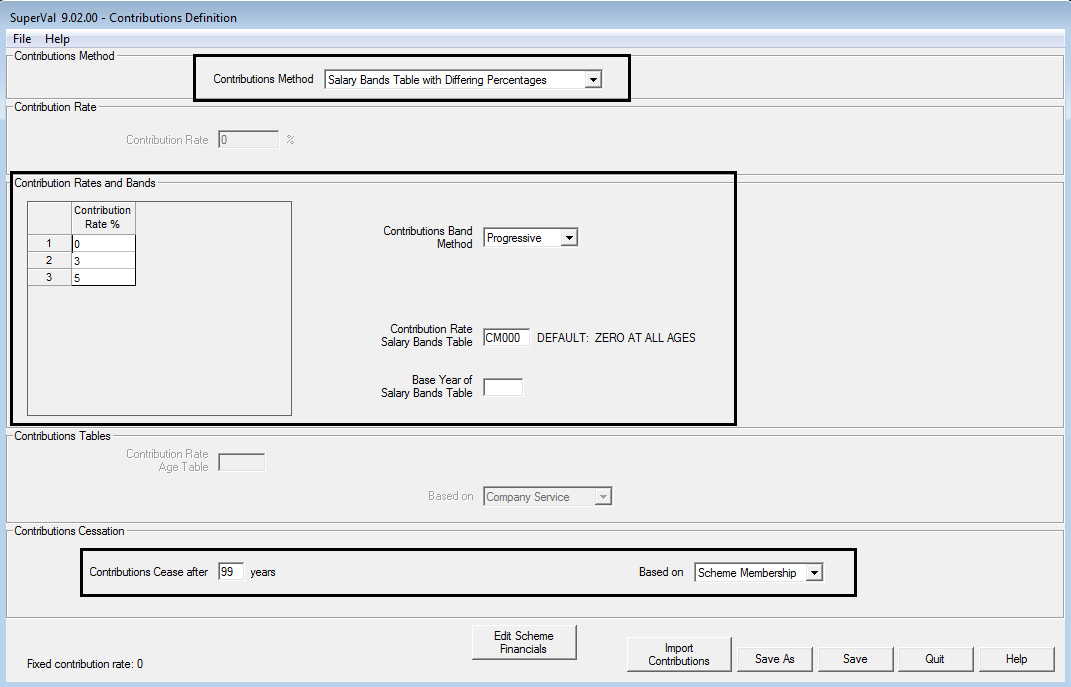 SuperVal 9.02.00 - Contributions Definition
File Help
Contributions Method
Contributions Method Salary Bands Table with Differing Percentages
Contribution Rate
Contribution Rate 0 %
Contribution Rates and Bands
Contribution
Rate %
1 0
2 3
3 5
Contributions Band
Method Progressive
Contribution Rate
Salary Bands Table CM000 DEFAULT: ZERO AT ALL AGES
Base Year of
Salary Bands Table
Contributions Tables
Contribution Rate
Age Table
Based on Company Service
Contributions Cessation
Contributions Cease after 99 years Based on Scheme Membership
Edit Scheme
Financials
Import
Contributions
Save As Save Quit Help
Fixed contribution rate: 0